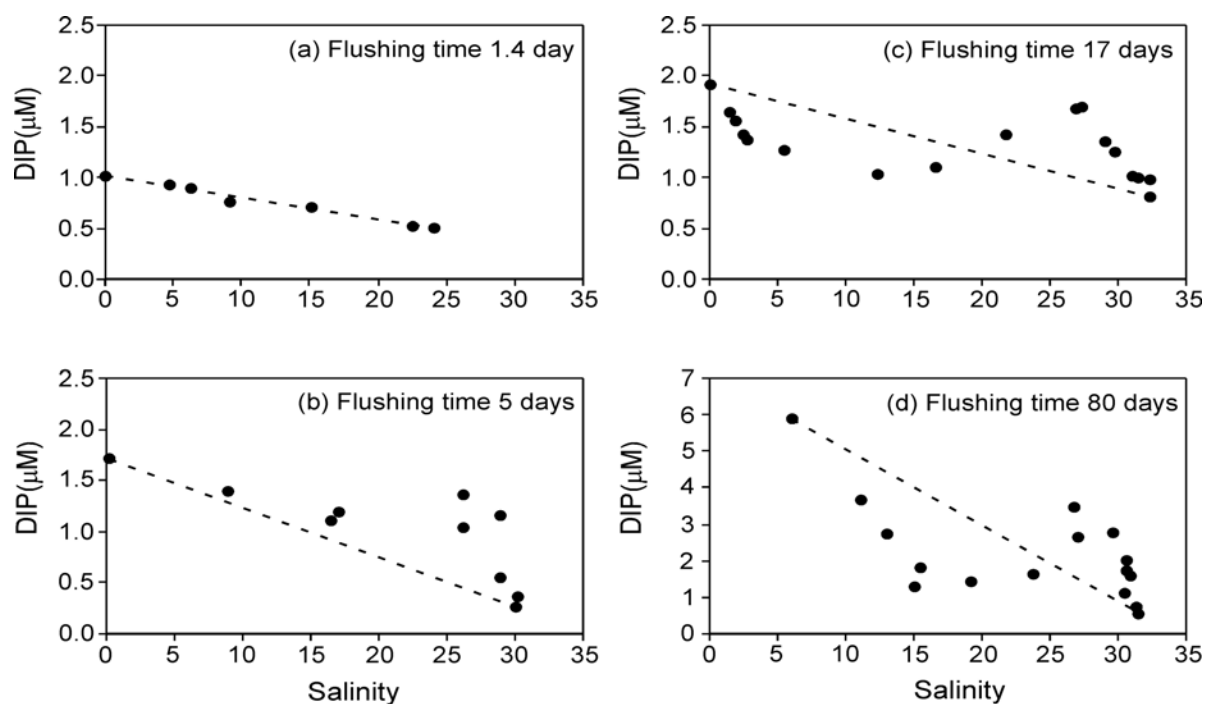 2.5
2.0
1.5
1.0
0.5
0.0
DIP(μM)
(a) Flushing time 1.4 day
0 5 10 15 20 25 30 35
2.5
2.0
1.5
1.0
0.5
0.0
DIP(μM)
(c) Flushing time 17 days
0 5 10 15 20 25 30 35
2.5
2.0
1.5
1.0
0.5
0.0
DIP(μM)
(b) Flushing time 5 days
0 5 10 15 20 25 30 35
Salinity
7
6
5
4
3
2
1
0
DIP(μM)
(d) Flushing time 80 days
0 5 10 15 20 25 30 35
Salinity